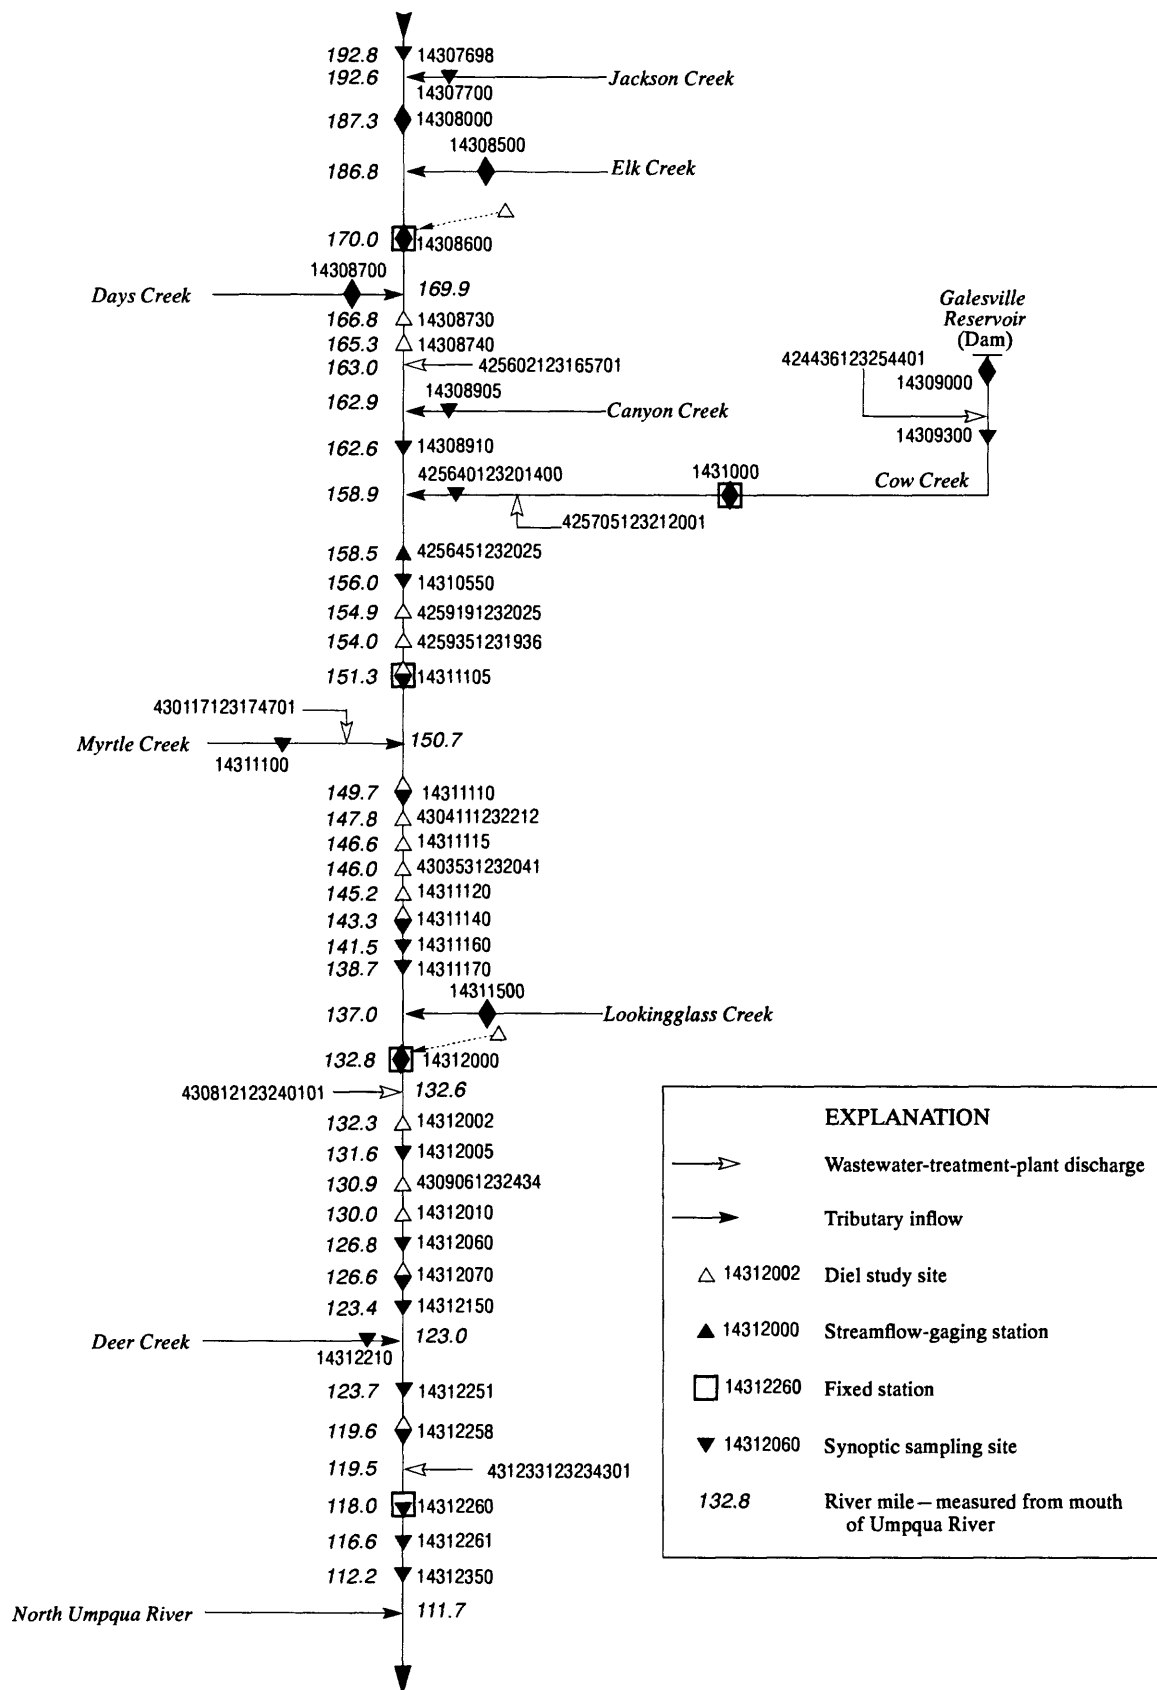 192.8 14307698
192.6 Jackson Creek
14307700
187.3 14308000
14308500
186.8 Elk Creek
170.0 14308600
14308700
Days Creek 169.9
166.8 14308730
165.3 14308740
163.0 425602123165701
14308905
162.9 Canyon Creek
162.6 14308910
Galesville
Reservoir
(Dam)
424436123254401
14309000
14309300
425640123201400 1431000 Cow Creek
158.9
425705123212001
158.5 4256451232025
156.0 14310550
154.9 4259191232025
154.0 4259351231936
151.3 14311105
430117123174701
Myrtle Creek 150.7
14311100
149.7 14311110
147.8 4304111232212
146.6 14311115
146.0 4303531232041
145.2 14311120
143.3 14311140
141.5 14311160
138.7 14311170
14311500
137.0 Lookingglass Creek
132.8 14312000
430812123240101 132.6
132.3 14312002
131.6 14312005
130.9 4309061232434
130.0 14312010
126.8 14312060
126.6 14312070
123.4 14312150
Deer Creek 123.0
14312210
123.7 14312251
119.6 14312258
119.5 431233123234301
118.0 14312260
116.6 14312261
112.2 14312350
North Umpqua River 111.7
EXPLANATION
Wastewater-treatment-plant discharge
Tributary inflow
14312002 Diel study site
14312000 Streamflow-gaging station
14312260 Fixed station
14312060 Synoptic sampling site
132.8 River mile — measured from mouth
of Umpqua River